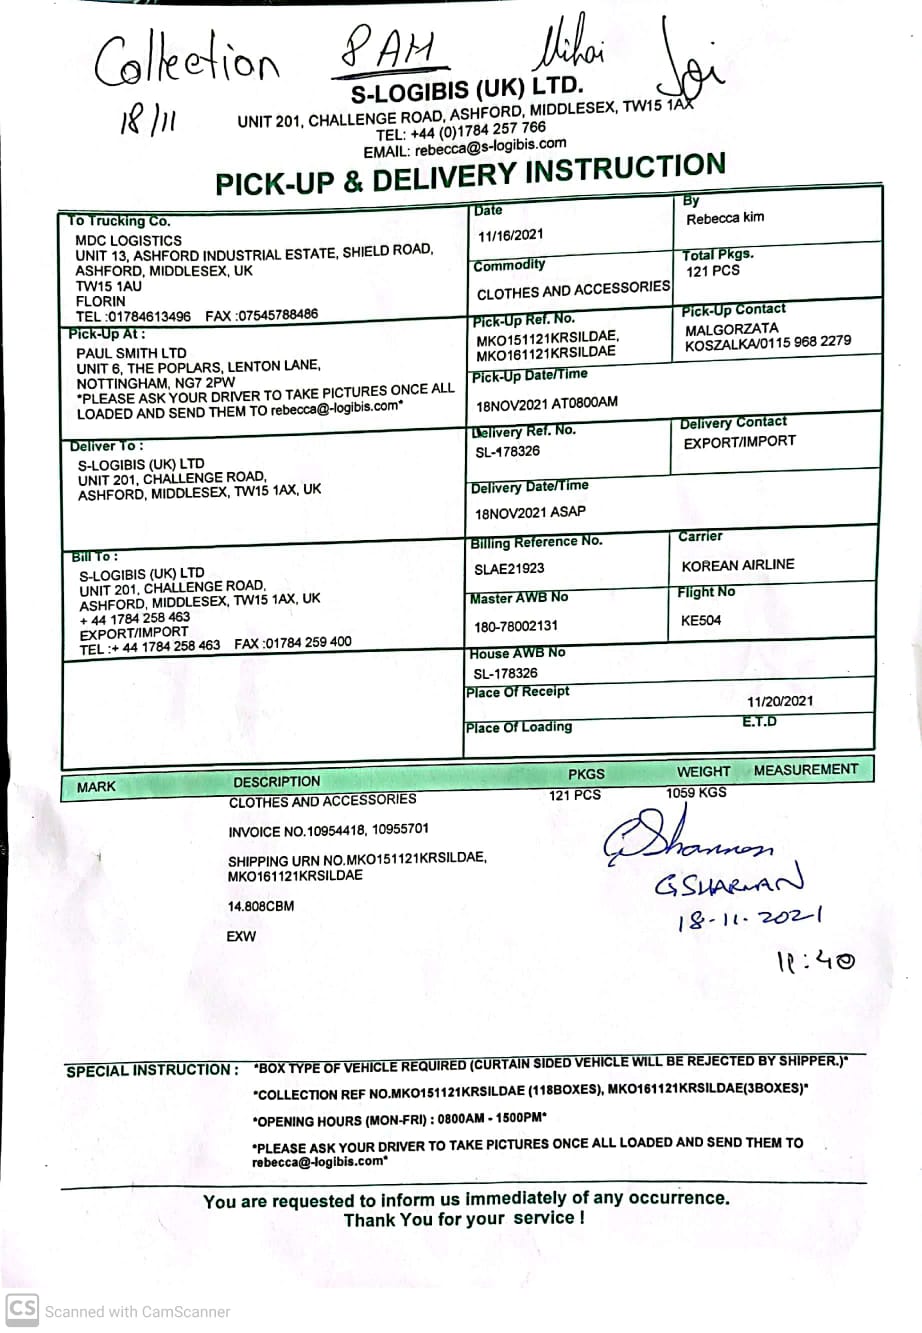 Collection 8 AM Mihai Joi
18/11
S-LOGIBIS (UK) LTD.
UNIT 201, CHALLENGE ROAD, ASHFORD, MIDDLESEX, TW15 1AX
TEL: +44 (0)1784 257 766
EMAIL: rebecca@s-logibis.com
PICK-UP & DELIVERY INSTRUCTION
To Trucking Co.
MDC LOGISTICS
UNIT 13, ASHFORD INDUSTRIAL ESTATE, SHIELD ROAD,
ASHFORD, MIDDLESEX, UK
TW15 1AU
FLORIN
TEL :01784613496 FAX :07545788486
Date
11/16/2021
By
Rebecca kim
Commodity
CLOTHES AND ACCESSORIES
Total Pkgs.
121 PCS
Pick-Up At :
PAUL SMITH LTD
UNIT 6, THE POPLARS, LENTON LANE,
NOTTINGHAM, NG7 2PW
*PLEASE ASK YOUR DRIVER TO TAKE PICTURES ONCE ALL
LOADED AND SEND THEM TO rebecca@-logibis.com*
Pick-Up Ref. No.
MKO151121KRSILDAE,
MKO161121KRSILDAE
Pick-Up Contact
MALGORZATA
KOSZALKA/0115 968 2279
Pick-Up Date/Time
18NOV2021 AT0800AM
Deliver To :
S-LOGIBIS (UK) LTD
UNIT 201, CHALLENGE ROAD,
ASHFORD, MIDDLESEX, TW15 1AX, UK
Delivery Ref. No.
SL-178326
Delivery Contact
EXPORT/IMPORT
Delivery Date/Time
18NOV2021 ASAP
Bill To :
S-LOGIBIS (UK) LTD
UNIT 201, CHALLENGE ROAD,
ASHFORD, MIDDLESEX, TW15 1AX, UK
+ 44 1784 258 463
EXPORT/IMPORT
TEL :+ 44 1784 258 463 FAX :01784 259 400
Billing Reference No.
SLAE21923
Carrier
KOREAN AIRLINE
Master AWB No
180-78002131
Flight No
KE504
House AWB No
SL-178326
Place Of Receipt
11/20/2021
Place Of Loading E.T.D
MARK DESCRIPTION PKGS WEIGHT MEASUREMENT
CLOTHES AND ACCESSORIES 121 PCS 1059 KGS
INVOICE NO.10954418, 10955701
SHIPPING URN NO.MKO151121KRSILDAE,
MKO161121KRSILDAE
14.808CBM
EXW
GSHARMAN
18-11-2021
11:40
SPECIAL INSTRUCTION : *BOX TYPE OF VEHICLE REQUIRED (CURTAIN SIDED VEHICLE WILL BE REJECTED BY SHIPPER.)*
*COLLECTION REF NO.MKO151121KRSILDAE (118BOXES), MKO161121KRSILDAE(3BOXES)*
*OPENING HOURS (MON-FRI) : 0800AM - 1500PM*
*PLEASE ASK YOUR DRIVER TO TAKE PICTURES ONCE ALL LOADED AND SEND THEM TO
rebecca@-logibis.com*
You are requested to inform us immediately of any occurrence.
Thank You for your service !
CS Scanned with CamScanner